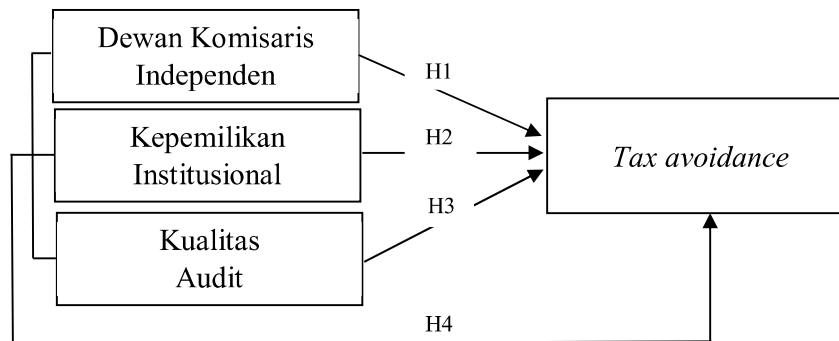 Dewan Komisaris
Independen
H1
Kepemilikan
Institusional
H2
Tax avoidance
H3
Kualitas
Audit
H4